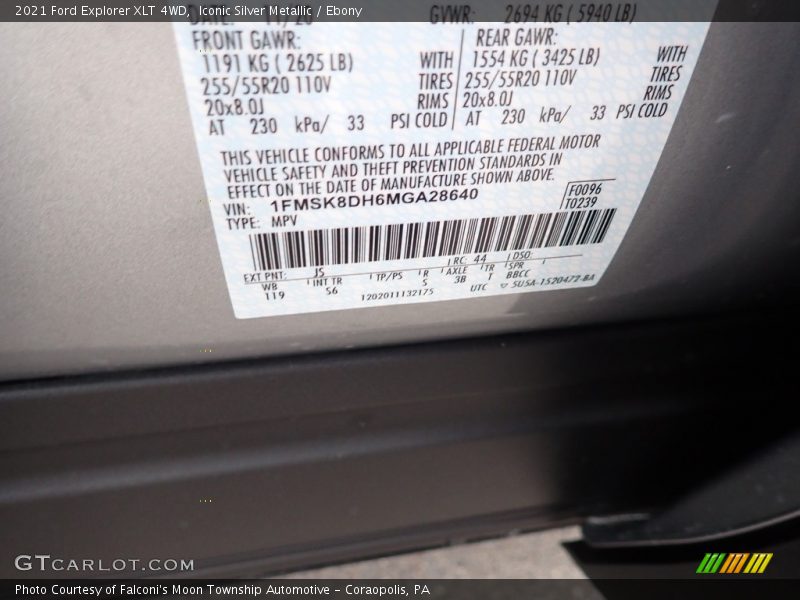 2021 Ford Explorer XLT 4WD, Iconic Silver Metallic / Ebony
DATE: 11/20 GVWR: 2694 KG ( 5940 LB)
FRONT GAWR: REAR GAWR:
1191 KG ( 2625 LB) WITH 1554 KG ( 3425 LB) WITH
255/55R20 110V TIRES 255/55R20 110V TIRES
20x8.0J RIMS 20x8.0J RIMS
AT 230 kPa/ 33 PSI COLD AT 230 kPa/ 33 PSI COLD
THIS VEHICLE CONFORMS TO ALL APPLICABLE FEDERAL MOTOR
VEHICLE SAFETY AND THEFT PREVENTION STANDARDS IN
EFFECT ON THE DATE OF MANUFACTURE SHOWN ABOVE.
VIN: 1FMSK8DH6MGA28640 F0096
TYPE: MPV T0239
EXT PNT: JS RC: 44 DSO:
WB INT TR TP/PS R AXLE TR SPR
119 S6 S 3B T BBCC
1202011132175 UTC 5U5A-1520472-BA
GTCARLOT.COM
Photo Courtesy of Falconi's Moon Township Automotive – Coraopolis, PA